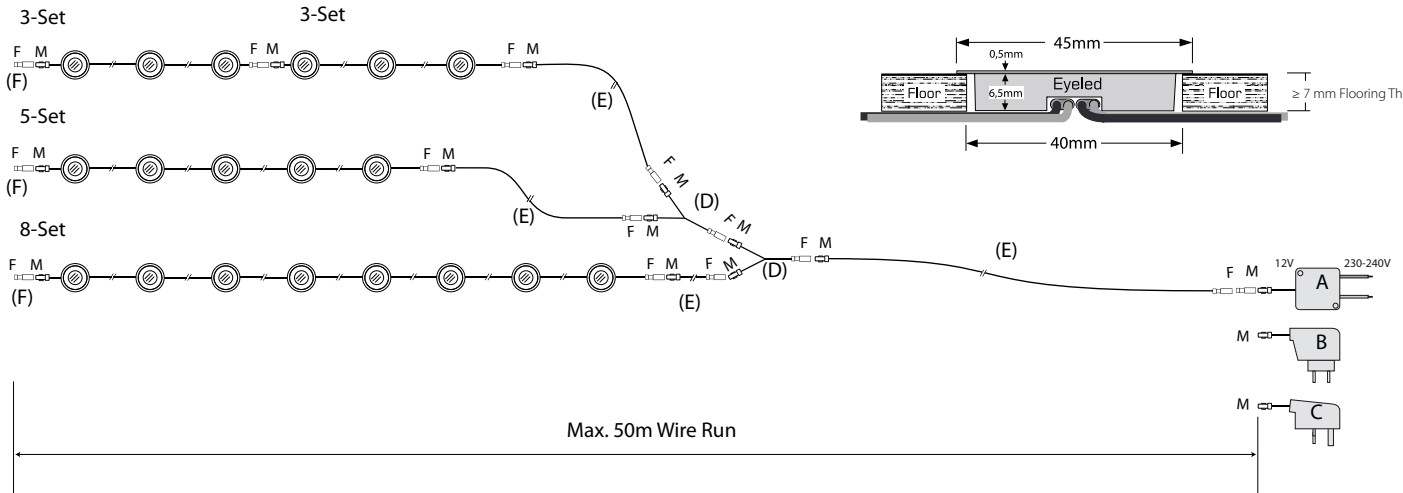 3-Set 3-Set
F M F M F M
(F) (E)
45mm
0,5mm
Eyeled
6,5mm
Floor Floor
≥ 7 mm Flooring Th
40mm
5-Set
F M F M F M
(F) (E) F M (D)
8-Set
F M
F M F M F M (E)
(F) (E) (D)
F M 12V A 230-240V
M B
M C
Max. 50m Wire Run